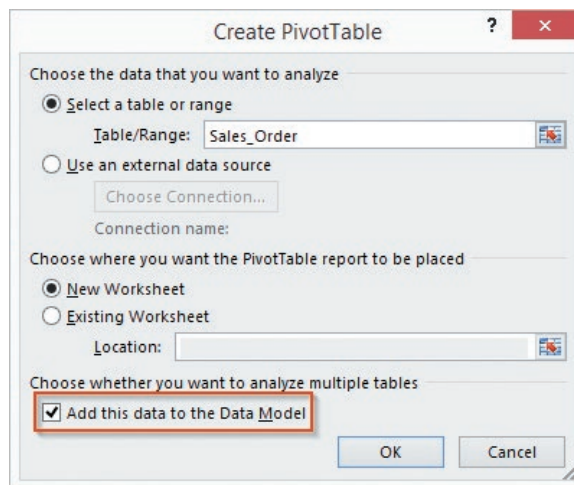 Create PivotTable
?
×
Choose the data that you want to analyze
Select a table or range
Table/Range: Sales_Order
Use an external data source
Choose Connection...
Connection name:
Choose where you want the PivotTable report to be placed
New Worksheet
Existing Worksheet
Location:
Choose whether you want to analyze multiple tables
Add this data to the Data Model
OK Cancel